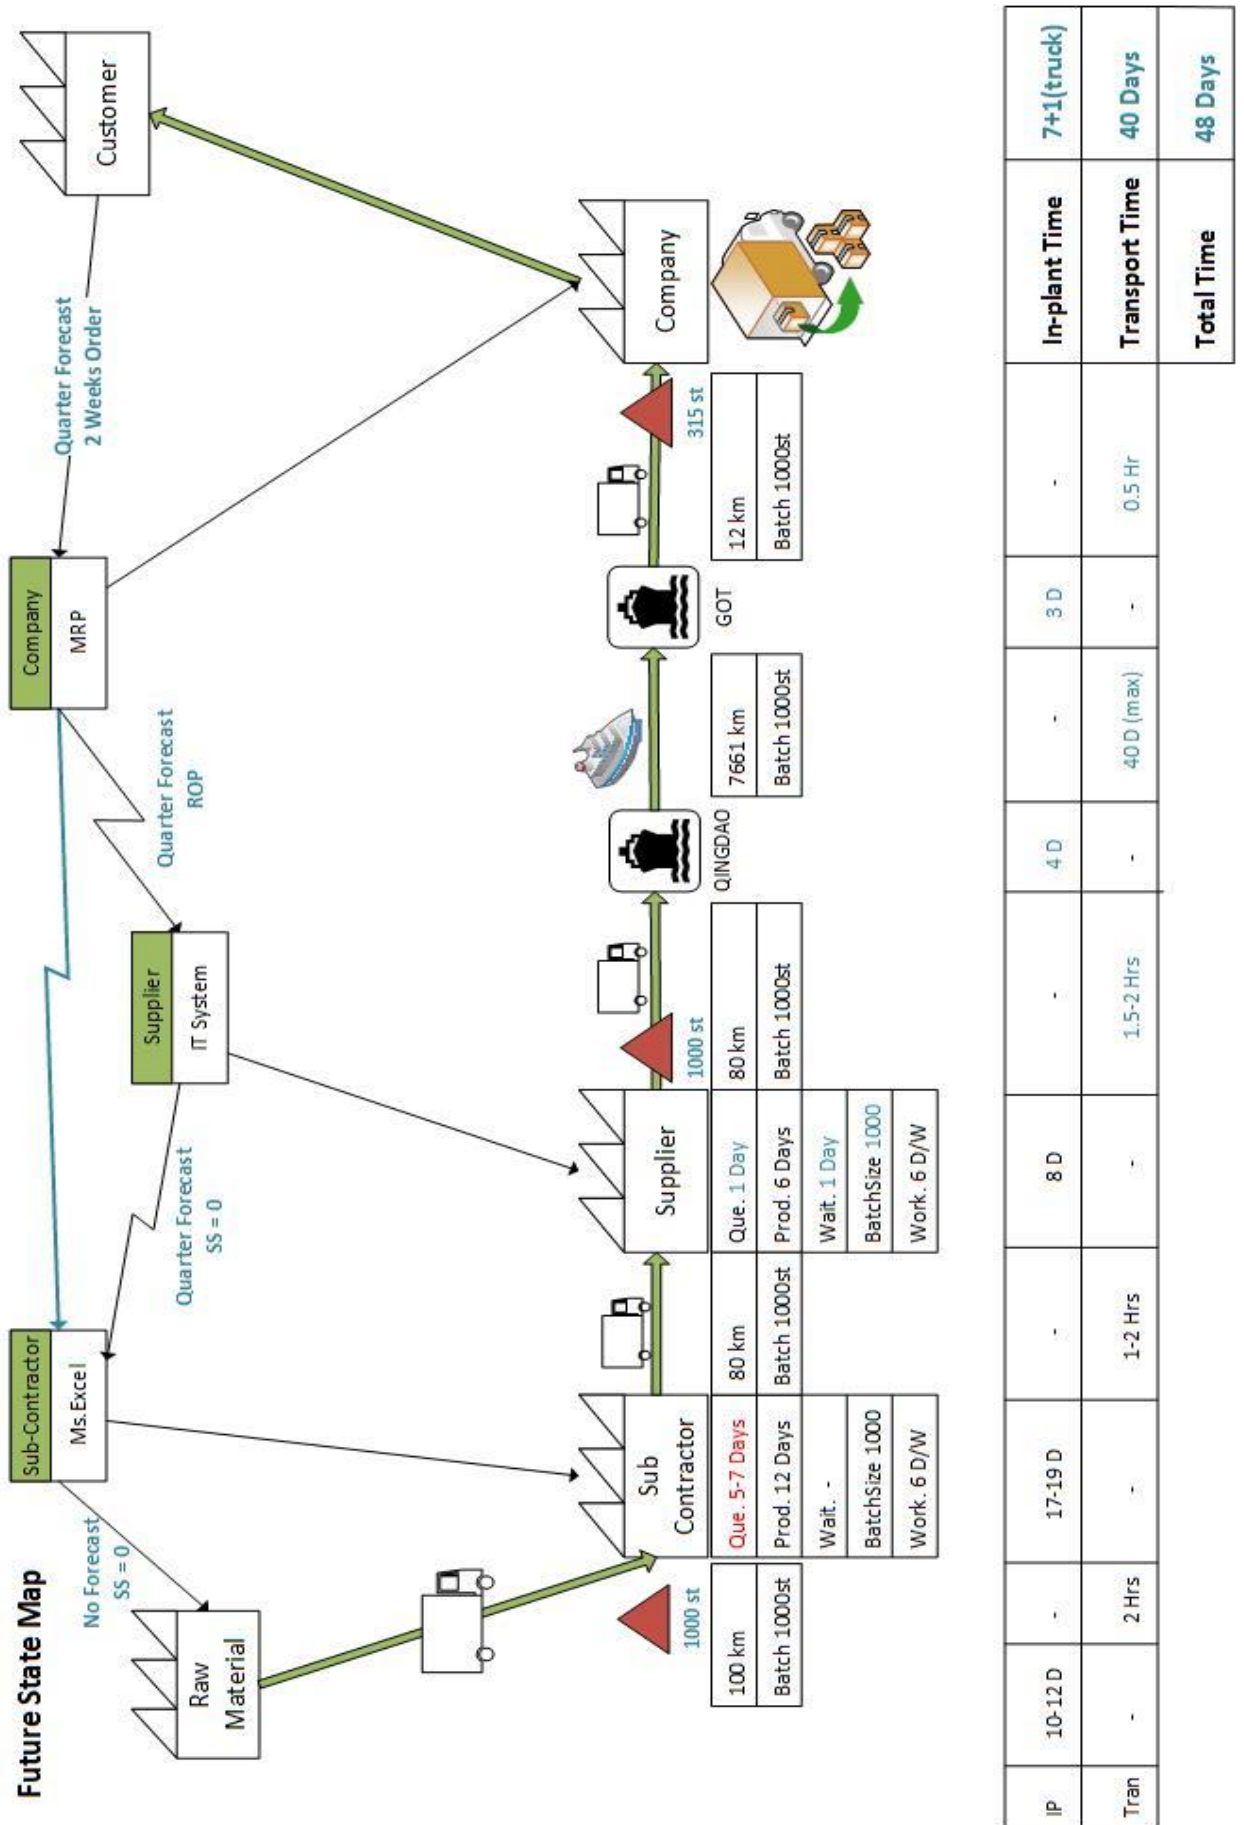 Future State Map
Sub-Contractor
Ms.Excel
Company
MRP
Customer
Quarter Forecast
2 Weeks Order
Supplier
IT System
Quarter Forecast
ROP
Quarter Forecast
SS = 0
No Forecast
SS = 0
Raw
Material
1000 st
100 km
Batch 1000st
Sub
Contractor
Que. 5-7 Days
Prod. 12 Days
Wait. -
BatchSize 1000
Work. 6 D/W
80 km
Batch 1000st
Supplier
Que. 1 Day
Prod. 6 Days
Wait. 1 Day
BatchSize 1000
Work. 6 D/W
1000 st
80 km
Batch 1000st
QINGDAO
7661 km
Batch 1000st
GOT
315 st
12 km
Batch 1000st
Company
IP 10-12 D - 17-19 D - 8 D - 4 D - 3 D - In-plant Time 7+1(truck)
Tran - 2 Hrs - 1-2 Hrs - 1.5-2 Hrs - 40 D (max) - 0.5 Hr Transport Time 40 Days
Total Time 48 Days